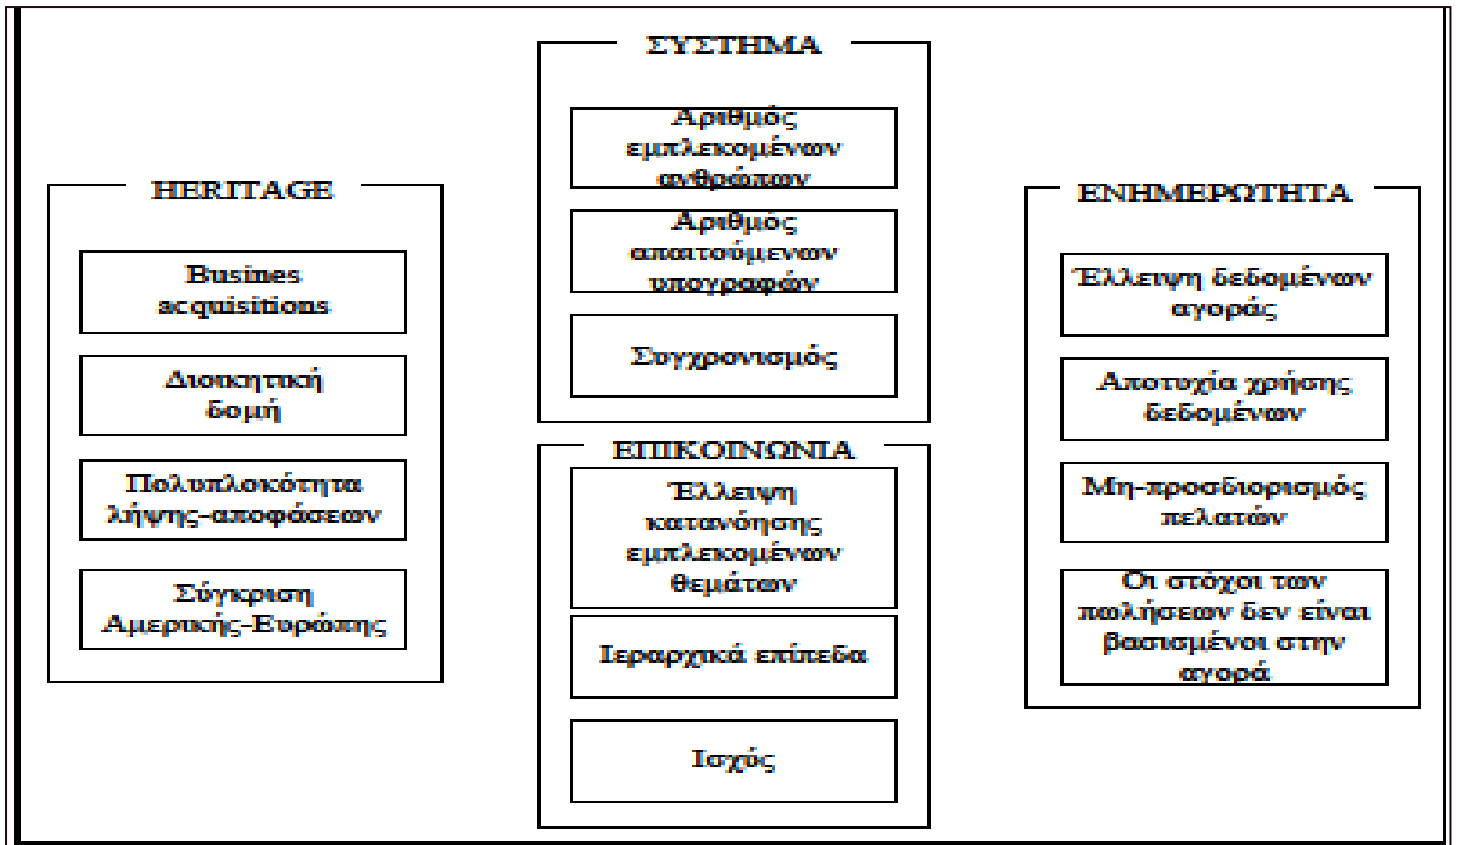 HERITAGE
Busines
acquisitions
Διοικητική
δομή
Πολυπλοκότητα
λήψης-αποφάσεων
Σύγκριση
Αμερικής-Ευρώπης
ΣΥΣΤΗΜΑ
Αριθμός
εμπλεκομένων
ανθρώπων
Αριθμός
απαιτούμενων
υπογραφών
Συγχρονισμός
ΕΠΙΚΟΙΝΩΝΙΑ
Έλλειψη
κατανόησης
εμπλεκομένων
θεμάτων
Ιεραρχικά επίπεδα
Ισχύς
ΕΝΗΜΕΡΩΤΗΤΑ
Έλλειψη δεδομένων
αγοράς
Αποτυχία χρήσης
δεδομένων
Μη-προσδιορισμός
πελατών
Οι στόχοι των
πωλήσεων δεν είναι
βασισμένοι στην
αγορά